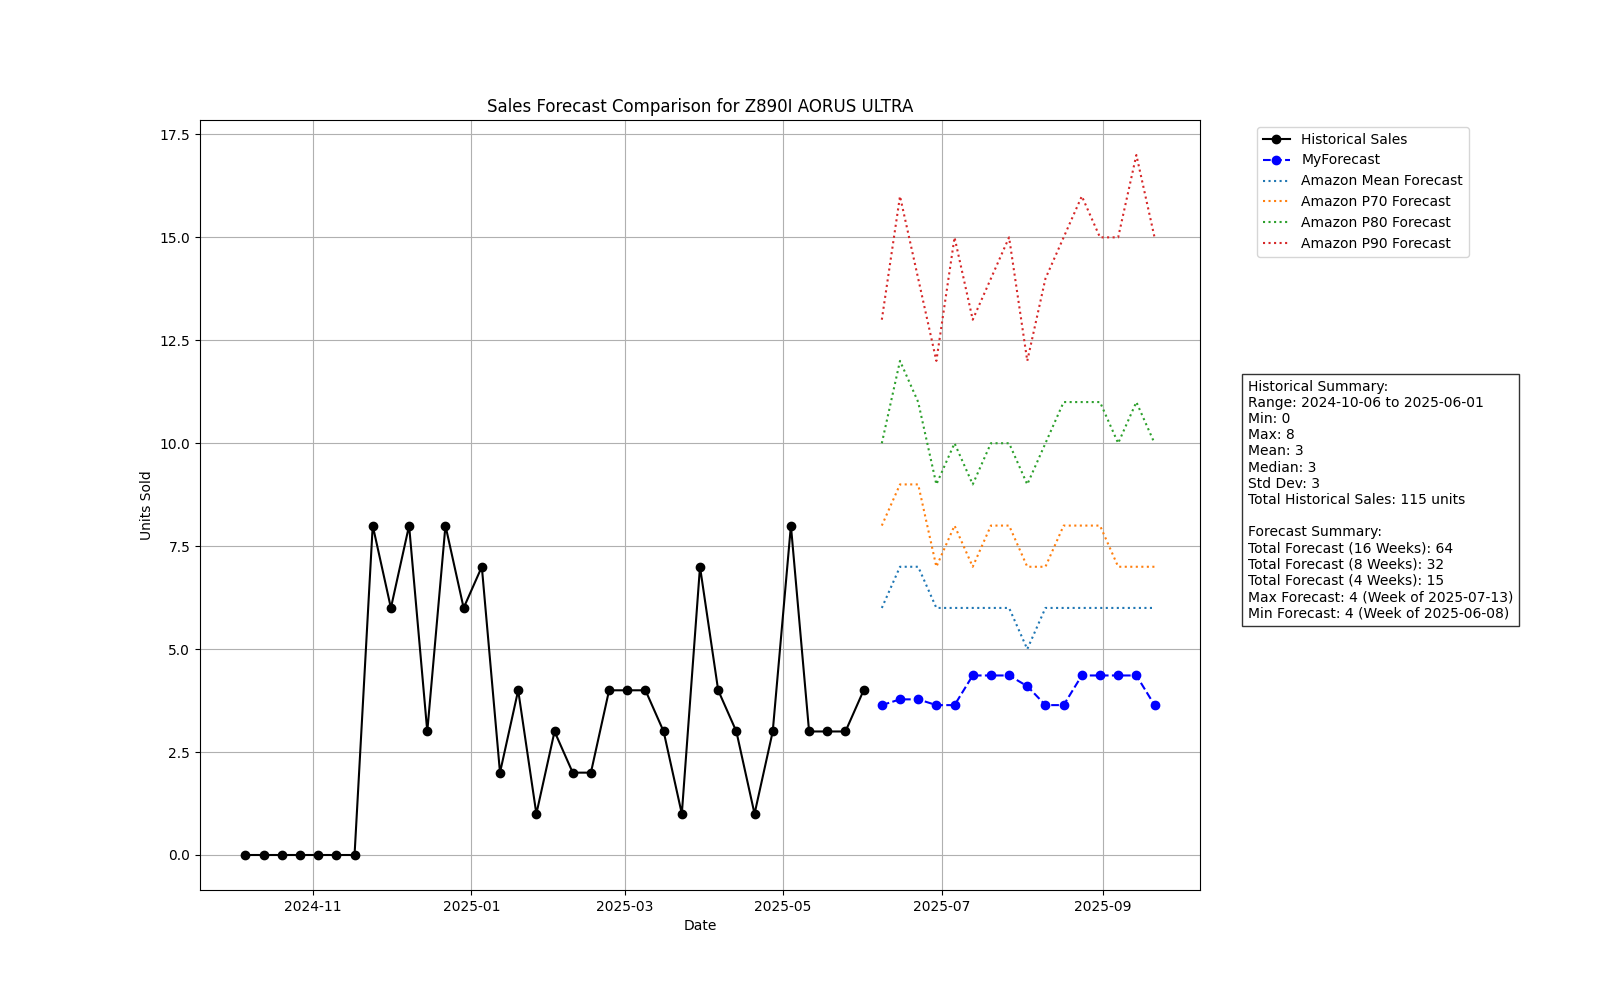 Sales Forecast Comparison for Z890I AORUS ULTRA
17.5
15.0
12.5
10.0
7.5
5.0
2.5
0.0
Units Sold
2024-11
2025-01
2025-03
2025-05
2025-07
2025-09
Date
Historical Sales
MyForecast
Amazon Mean Forecast
Amazon P70 Forecast
Amazon P80 Forecast
Amazon P90 Forecast
Historical Summary:
Range: 2024-10-06 to 2025-06-01
Min: 0
Max: 8
Mean: 3
Median: 3
Std Dev: 3
Total Historical Sales: 115 units
Forecast Summary:
Total Forecast (16 Weeks): 64
Total Forecast (8 Weeks): 32
Total Forecast (4 Weeks): 15
Max Forecast: 4 (Week of 2025-07-13)
Min Forecast: 4 (Week of 2025-06-08)